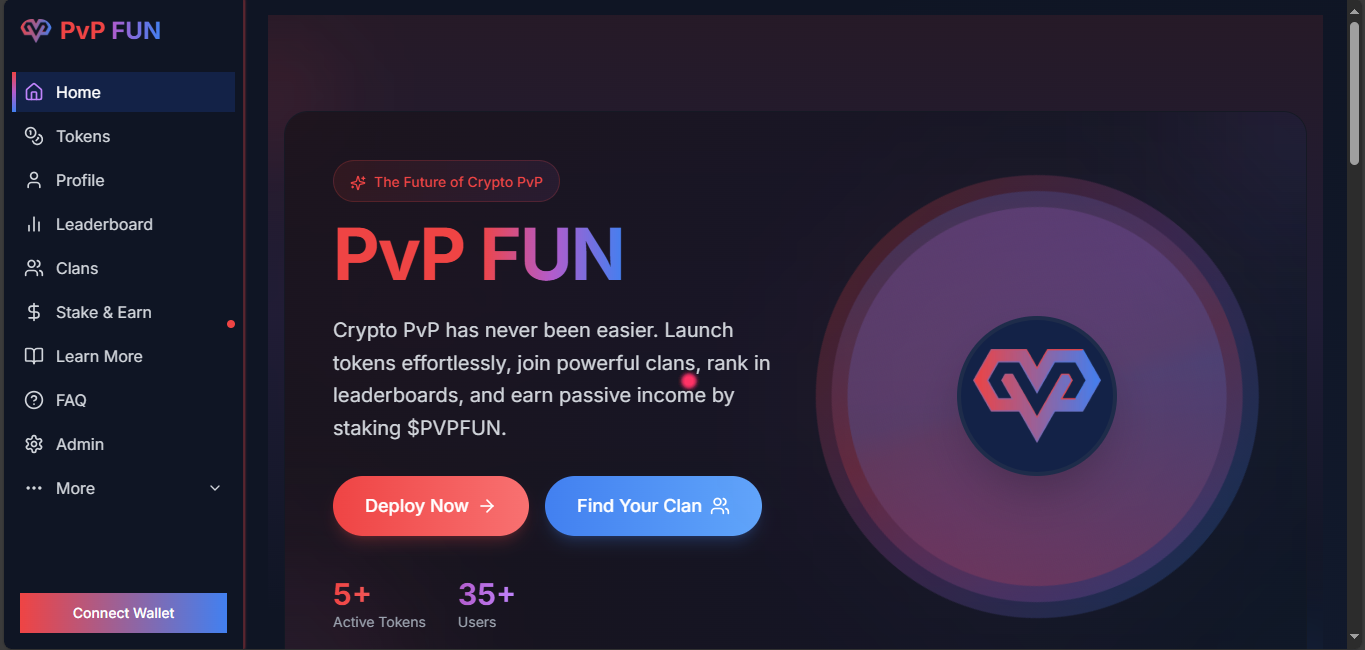 PvP FUN
Home
Tokens
Profile
Leaderboard
Clans
Stake & Earn
Learn More
FAQ
Admin
More
Connect Wallet
The Future of Crypto PvP
PvP FUN
Crypto PvP has never been easier. Launch
tokens effortlessly, join powerful clans, rank in
leaderboards, and earn passive income by
staking $PVPFUN.
Deploy Now
Find Your Clan
5+
Active Tokens
35+
Users